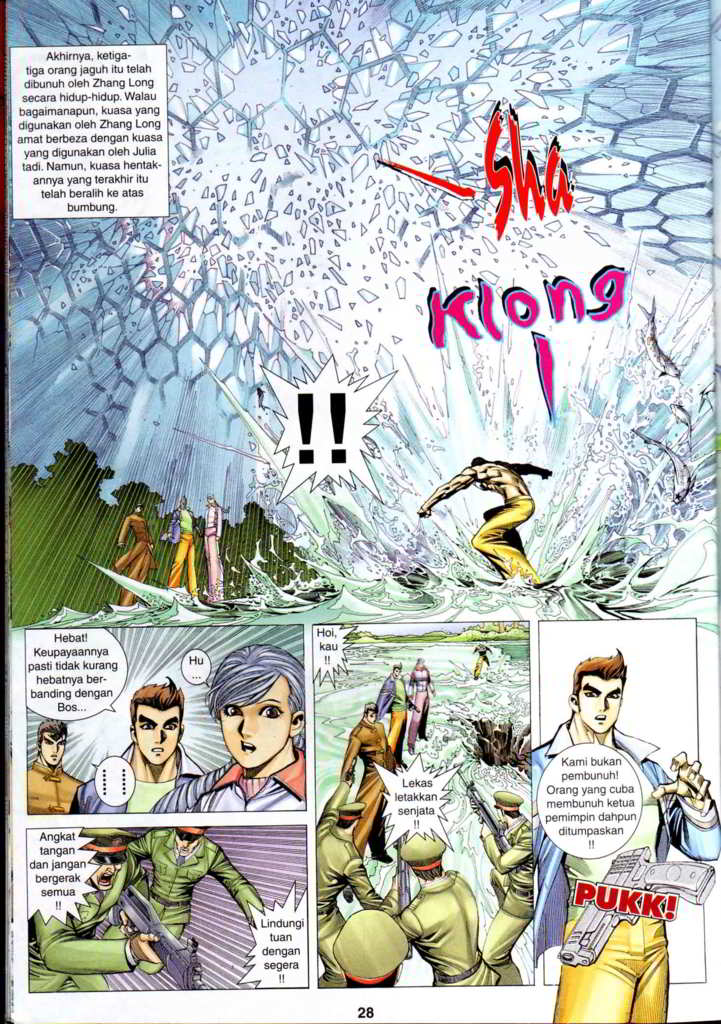 Akhirnya, ketiga-
tiga orang jaguh itu telah
dibunuh oleh Zhang Long
secara hidup-hidup. Walau
bagaimanapun, kuasa yang
digunakan oleh Zhang Long
amat berbeza dengan kuasa
yang digunakan oleh Julia
tadi. Namun, kuasa hentak-
annya yang terakhir itu
telah beralih ke atas
bumbung.
Sha
Klong
!!
Hebat!
Keupayaannya
pasti tidak kurang
hebatnya ber-
banding dengan
Bos...
Hu
...
Hoi,
kau
!!
Lekas
letakkan
senjata
!!
Kami bukan
pembunuh!
Orang yang cuba
membunuh ketua
pemimpin dahpun
ditumpaskan
!!
PUKK!
Angkat
tangan
dan jangan
bergerak
semua
!!
Lindungi
tuan
dengan
segera
!!
28